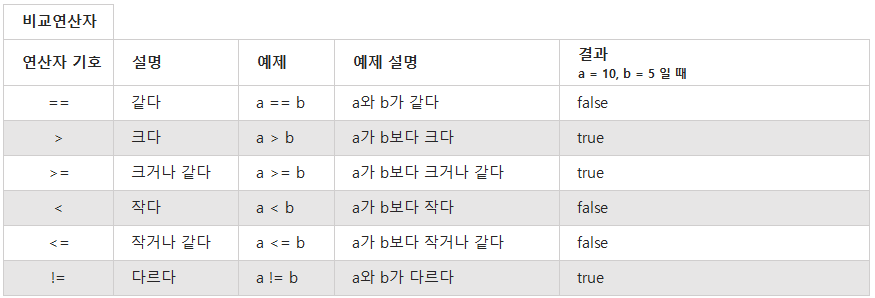 비교연산자
연산자 기호 설명 예제 예제 설명 결과
a = 10, b = 5 일 때
== 같다 a == b a와 b가 같다 false
> 크다 a > b a가 b보다 크다 true
>= 크거나 같다 a >= b a가 b보다 크거나 같다 true
< 작다 a < b a가 b보다 작다 false
<= 작거나 같다 a <= b a가 b보다 작거나 같다 false
!= 다르다 a != b a와 b가 다르다 true